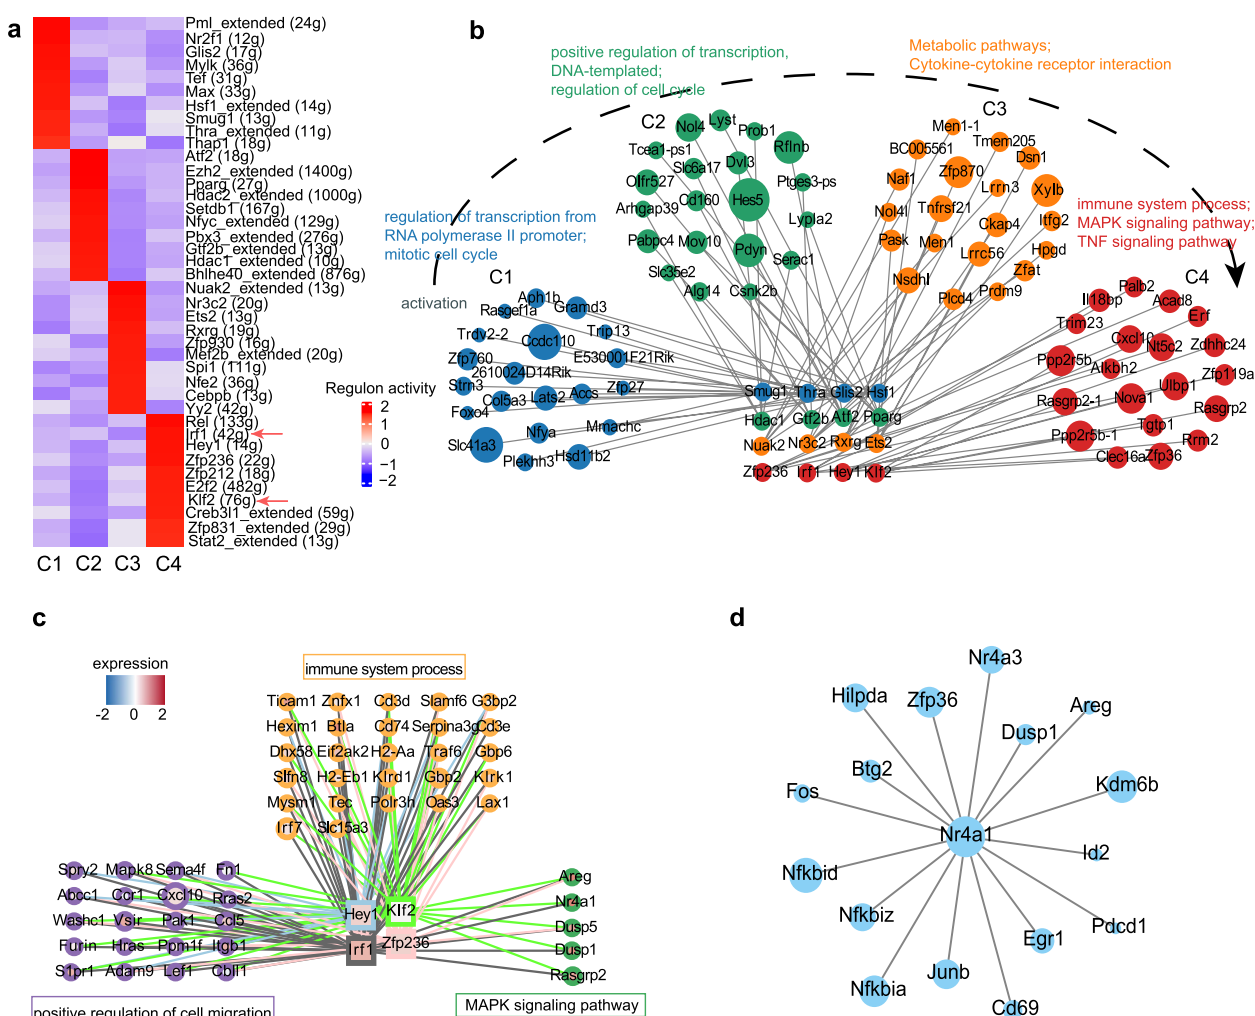 a
Pml_extended (24g)
Nr2f1 (12g)
Glis2 (17g)
Mylk (36g)
Tef (31g)
Max (33g)
Hsf1_extended (14g)
Smug1 (13g)
Thra_extended (11g)
Thap1 (18g)
Atf2 (18g)
Ezh2_extended (1400g)
Pparg (27g)
Hdac2_extended (1000g)
Setdb1 (167g)
Nfyc_extended (129g)
Pbx3_extended (276g)
Gtf2b_extended (13g)
Hdac1_extended (10g)
Bhlhe40_extended (876g)
Nuak2_extended (13g)
Nr3c2 (20g)
Ets2 (13g)
Rxrg (19g)
Zfp930 (16g)
Mef2b_extended (20g)
Spi1 (111g)
Nfe2 (36g)
Cebpb (13g)
Yy2 (42g)
Rel (133g)
Irf1 (42g)
Hey1 (14g)
Zfp236 (22g)
Zfp212 (18g)
E2f2 (482g)
Klf2 (76g)
Creb3l1_extended (59g)
Zfp831_extended (29g)
Stat2_extended (13g)
C1 C2 C3 C4
Regulon activity
2
1
0
−1
−2
b
positive regulation of transcription,
DNA-templated;
regulation of cell cycle
Metabolic pathways;
Cytokine-cytokine receptor interaction
regulation of transcription from
RNA polymerase II promoter;
mitotic cell cycle
immune system process;
MAPK signaling pathway;
TNF signaling pathway
activation
C1
Aph1b
Rasgef1a
Gramd3
Trdv2-2
Ccdc110
Trip13
Zfp760
E530001F21Rik
2610024D14Rik
Strn3
Col5a3
Lats2
Accs
Zfp27
Foxo4
Slc41a3
Nfya
Mmachc
Plekhh3
Hsd11b2
C2
Nol4
Lyst
Prob1
Rflnb
Tcea1-ps1
Slc6a17
Dvl3
Olfr527
Ptges3-ps
Arhgap39
Cd160
Hes5
Lypla2
Pabpc4
Mov10
Pdyn
Serac1
Slc35e2
Alg14
Csnk2b
C3
Men1-1
BC005561
Tmem205
Dsn1
Naf1
Zfp870
Lrrn3
Xylb
Nol4l
Tnfrsf21
Ckap4
Itfg2
Pask
Men1
Lrrc56
Hpgd
Nsdhl
Zfat
Plcd4
Prdm9
C4
Palb2
Il18bp
Acad8
Trim23
Erf
Cxcl10
Nt5c2
Zdhhc24
Ppp2r5b
Alkbh2
Zfp119a
Ulbp1
Rasgrp2-1
Nova1
Rasgrp2
Tgtp1
Ppp2r5b-1
Rrm2
Clec16a
Zfp36
Smug1 Thra Glis2 Hsf1
Hdac1 Gtf2b Atf2 Pparg
Nuak2 Nr3c2 Rxrg Ets2
Zfp236 Irf1 Hey1 Klf2
c
expression
-2 0 2
immune system process
Ticam1 Znfx1 Cd3d Slamf6 G3bp2
Hexim1 Btla Cd74 Serpina3g Cd3e
Dhx58 Eif2ak2 H2-Aa Traf6 Gbp6
Slfn8 H2-Eb1 Klrd1 Gbp2 Klrk1
Mysm1 Tec Polr3h Oas3 Lax1
Irf7 Slc15a3
Spry2 Mapk8 Sema4f Fn1
Abcc1 Ccr1 Cxcl10 Rras2
Washc1 Vsir Pak1 Ccl5
Furin Hras Ppm1f Itgb1
S1pr1 Adam9 Lef1 Cbll1
Hey1 Klf2
Irf1 Zfp236
Areg
Nr4a1
Dusp5
Dusp1
Rasgrp2
positive regulation of cell migration
MAPK signaling pathway
d
Nr4a3
Hilpda
Zfp36
Areg
Dusp1
Btg2
Fos
Kdm6b
Nr4a1
Id2
Nfkbid
Nfkbiz
Pdcd1
Egr1
Junb
Nfkbia
Cd69